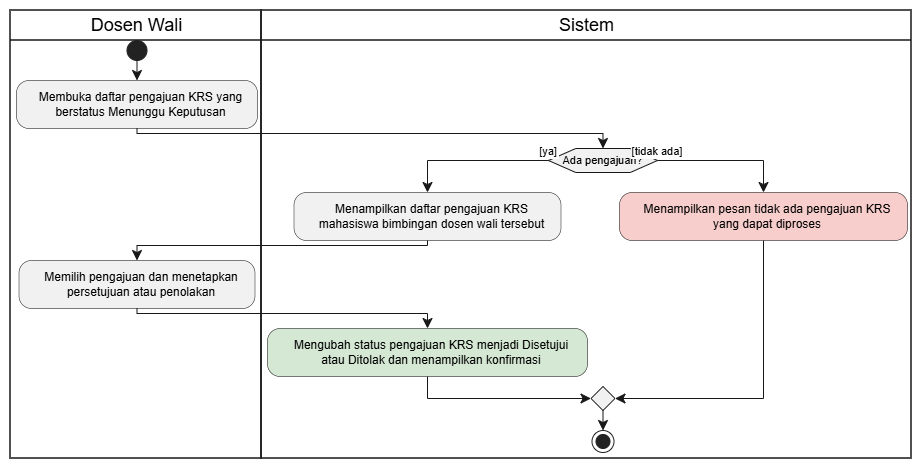 Dosen Wali
Sistem
Membuka daftar pengajuan KRS yang
berstatus Menunggu Keputusan
[ya]
[tidak ada]
Ada pengajuan?
Menampilkan daftar pengajuan KRS
mahasiswa bimbingan dosen wali tersebut
Menampilkan pesan tidak ada pengajuan KRS
yang dapat diproses
Memilih pengajuan dan menetapkan
persetujuan atau penolakan
Mengubah status pengajuan KRS menjadi Disetujui
atau Ditolak dan menampilkan konfirmasi